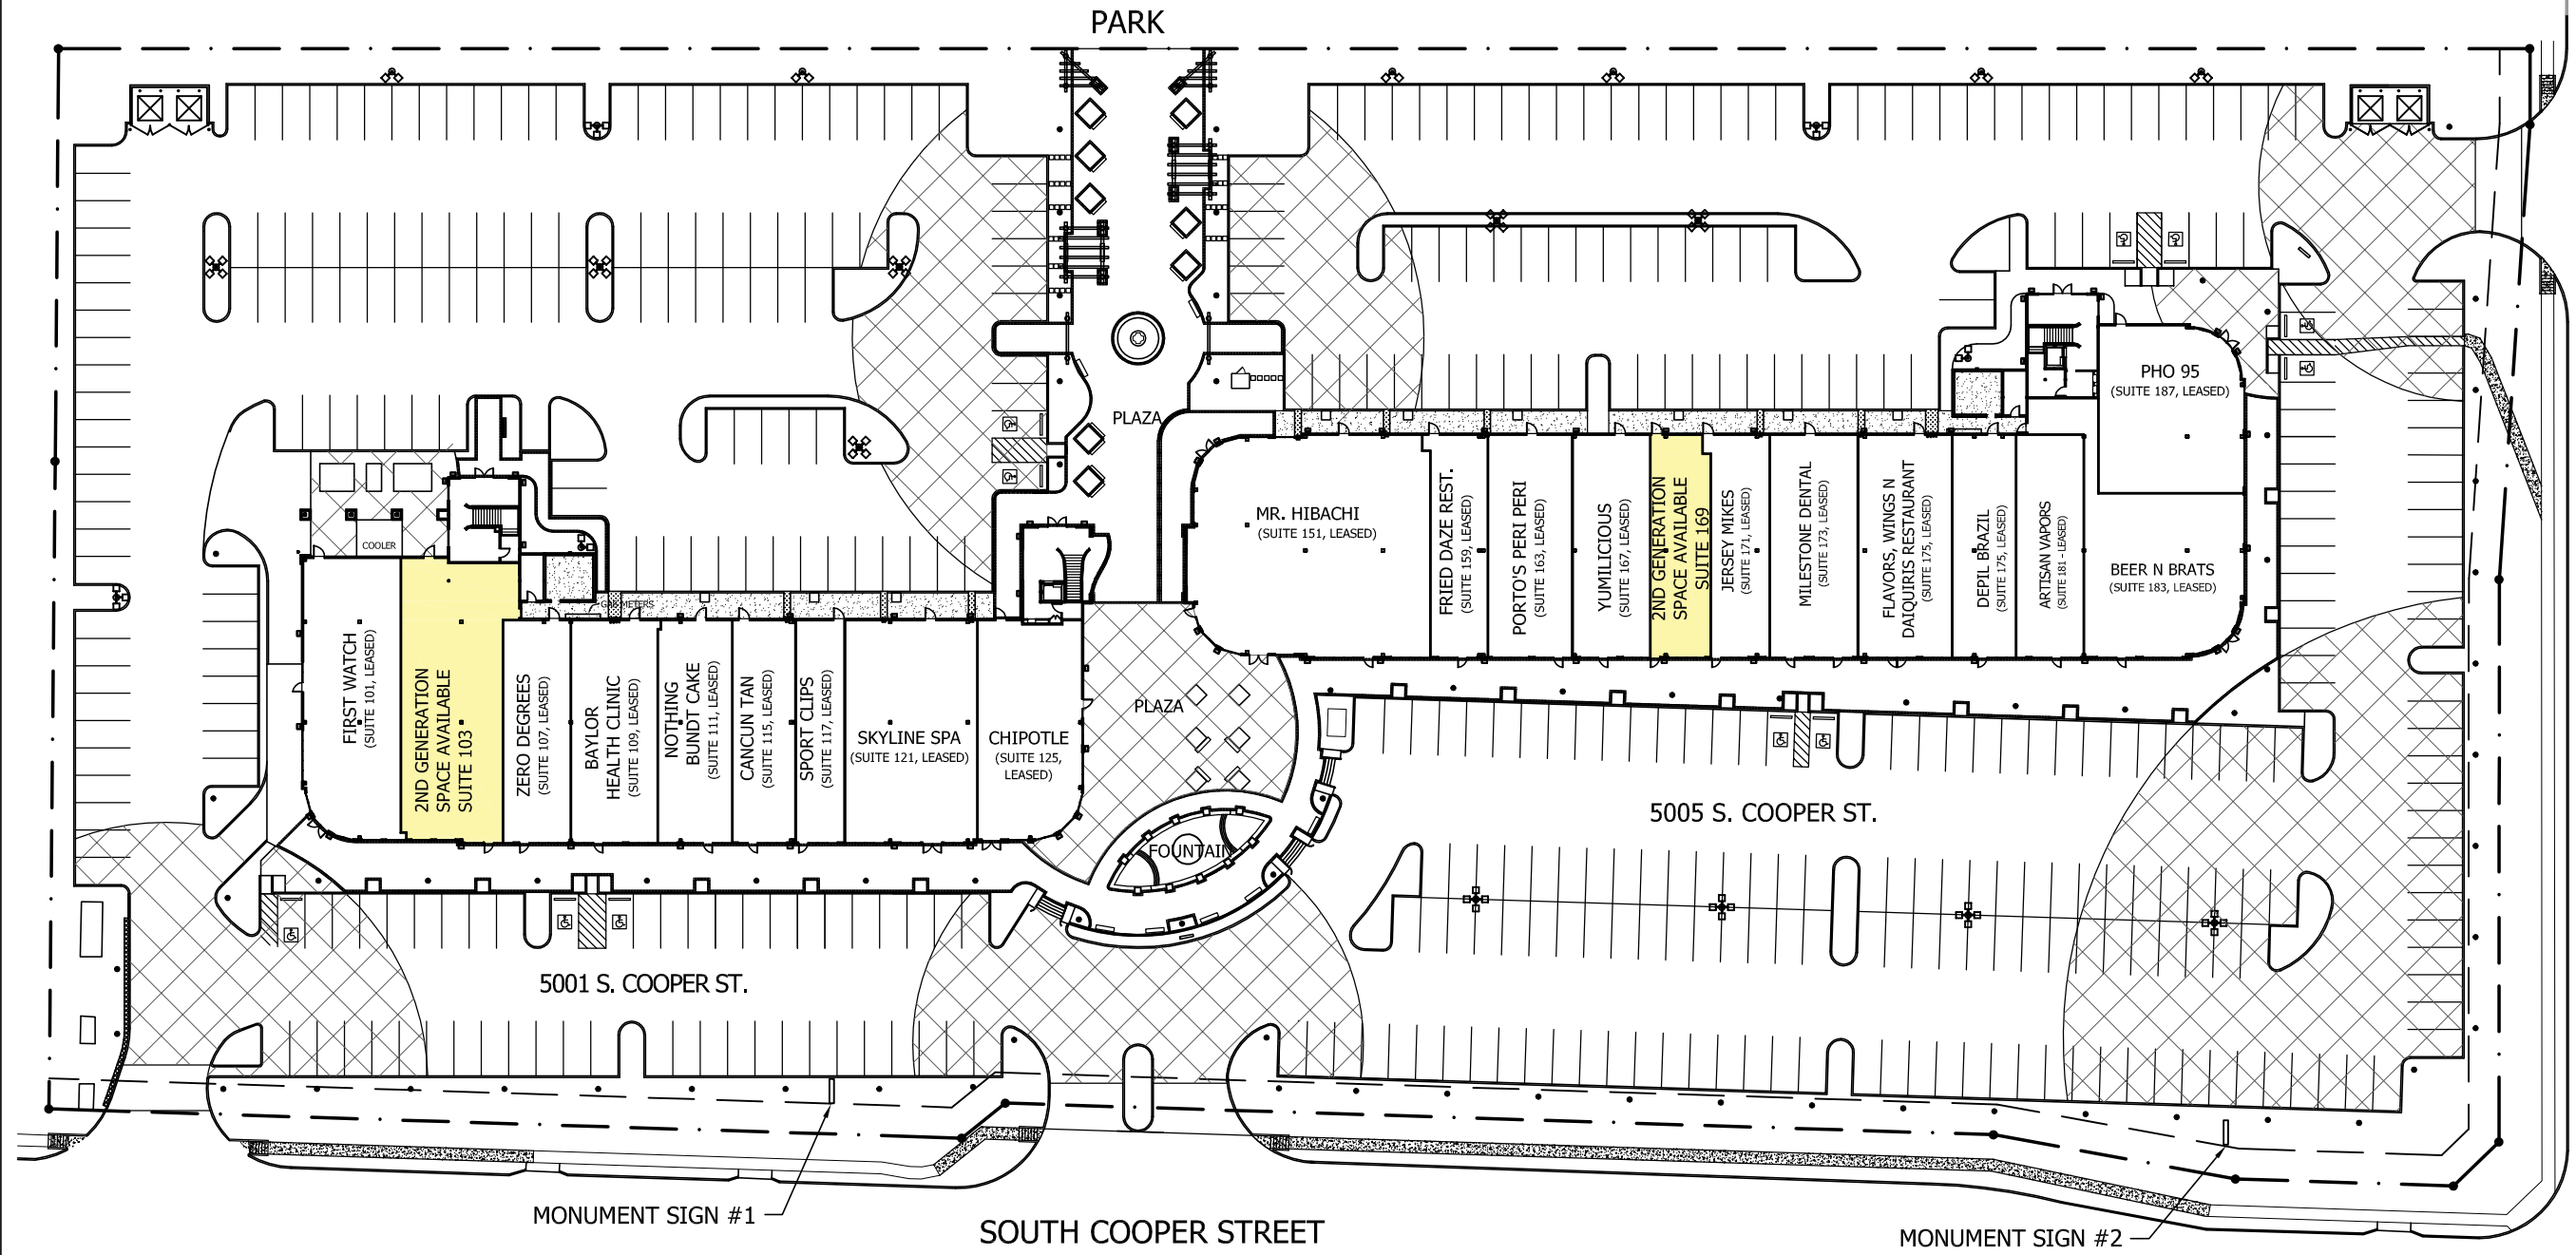 PARK
PLAZA
COOLER
GAS METERS
FIRST WATCH
(SUITE 101, LEASED)
2ND GENERATION
SPACE AVAILABLE
SUITE 103
ZERO DEGREES
(SUITE 107, LEASED)
BAYLOR
HEALTH CLINIC
(SUITE 109, LEASED)
NOTHING
BUNDT CAKE
(SUITE 111, LEASED)
CANCUN TAN
(SUITE 115, LEASED)
SPORT CLIPS
(SUITE 117, LEASED)
SKYLINE SPA
(SUITE 121, LEASED)
CHIPOTLE
(SUITE 125,
LEASED)
MR. HIBACHI
(SUITE 151, LEASED)
FRIED DAZE REST.
(SUITE 159, LEASED)
PORTO'S PERI PERI
(SUITE 163, LEASED)
YUMILICIOUS
(SUITE 167, LEASED)
2ND GENERATION
SPACE AVAILABLE
SUITE 169
JERSEY MIKES
(SUITE 171, LEASED)
MILESTONE DENTAL
(SUITE 173, LEASED)
FLAVORS, WINGS N
DAIQUIRIS RESTAURANT
(SUITE 175, LEASED)
DEPIL BRAZIL
(SUITE 175, LEASED)
ARTISAN VAPORS
(SUITE 181 - LEASED)
PHO 95
(SUITE 187, LEASED)
BEER N BRATS
(SUITE 183, LEASED)
PLAZA
FOUNTAIN
5005 S. COOPER ST.
5001 S. COOPER ST.
MONUMENT SIGN #1
SOUTH COOPER STREET
MONUMENT SIGN #2